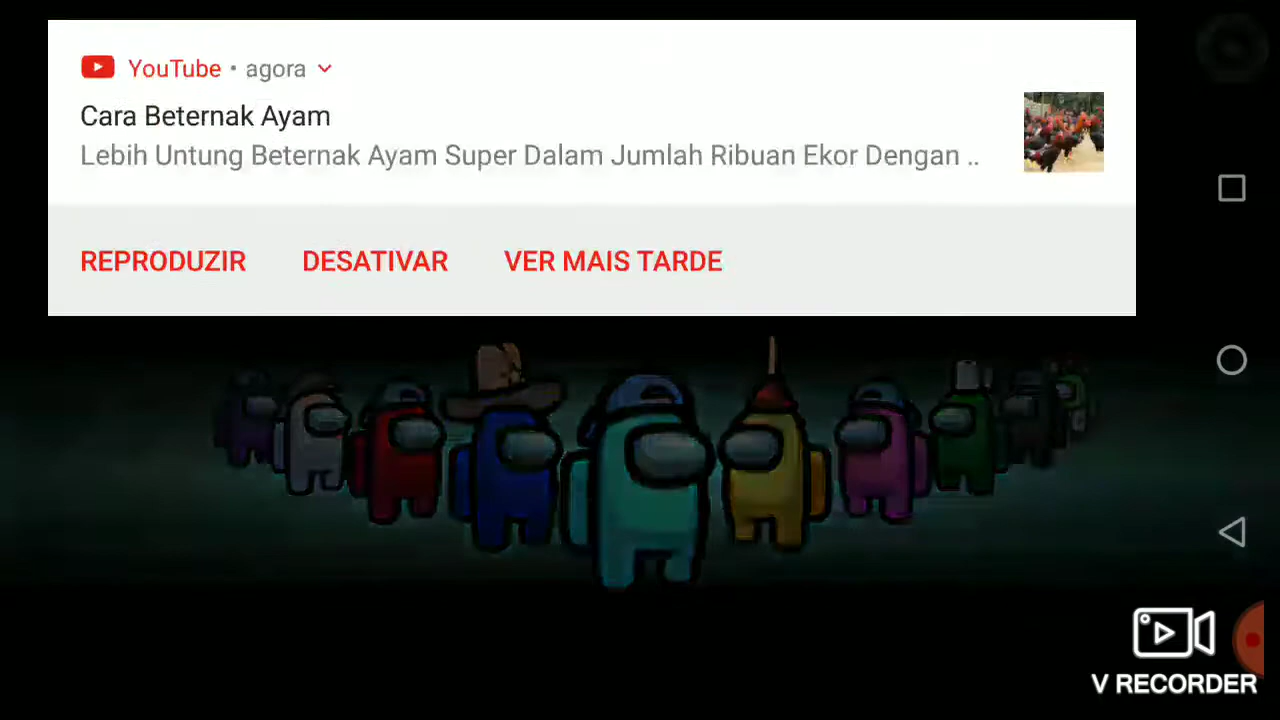 YouTube • agora
Cara Beternak Ayam
Lebih Untung Beternak Ayam Super Dalam Jumlah Ribuan Ekor Dengan ..
REPRODUZIR DESATIVAR VER MAIS TARDE
V RECORDER